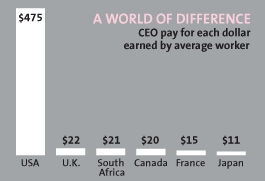 $475
A WORLD OF DIFFERENCE
CEO pay for each dollar
earned by average worker
$22 $21 $20 $15 $11
USA U.K. South Africa Canada France Japan